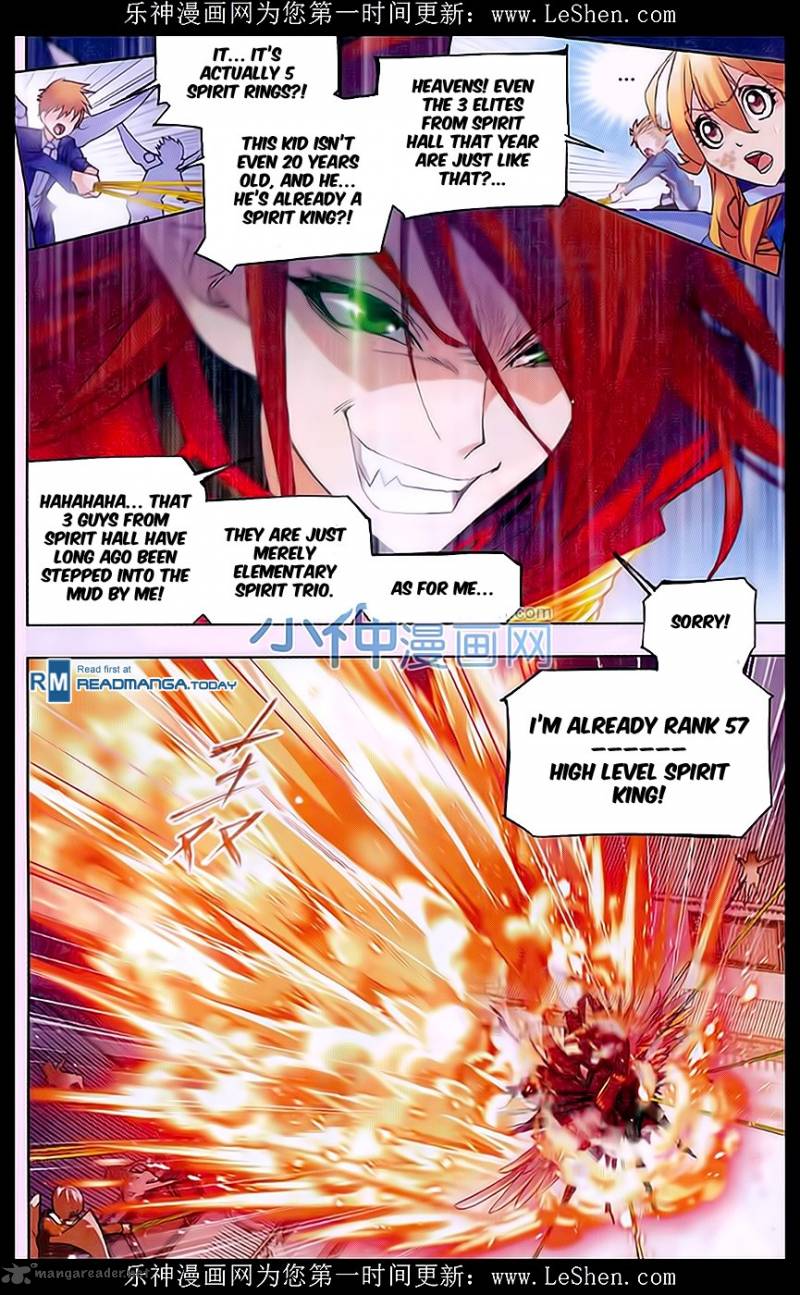 乐神漫画网为您第一时间更新：www.LeShen.com
IT... IT'S
ACTUALLY 5
SPIRIT RINGS?!
THIS KID ISN'T
EVEN 20 YEARS
OLD, AND HE...
HE'S ALREADY A
SPIRIT KING?!
HEAVENS! EVEN
THE 3 ELITES
FROM SPIRIT
HALL THAT YEAR
ARE JUST LIKE
THAT?...
...
HAHAHAHA... THAT
3 GUYS FROM
SPIRIT HALL HAVE
LONG AGO BEEN
STEPPED INTO THE
MUD BY ME!
THEY ARE JUST
MERELY
ELEMENTARY
SPIRIT TRIO.
AS FOR ME...
SORRY!
.com
漫画网
RM Read first at
READMANGA.TODAY
I'M ALREADY RANK 57
------
HIGH LEVEL SPIRIT
KING!
mangareader.net
乐神漫画网为您第一时间更新：www.LeShen.com